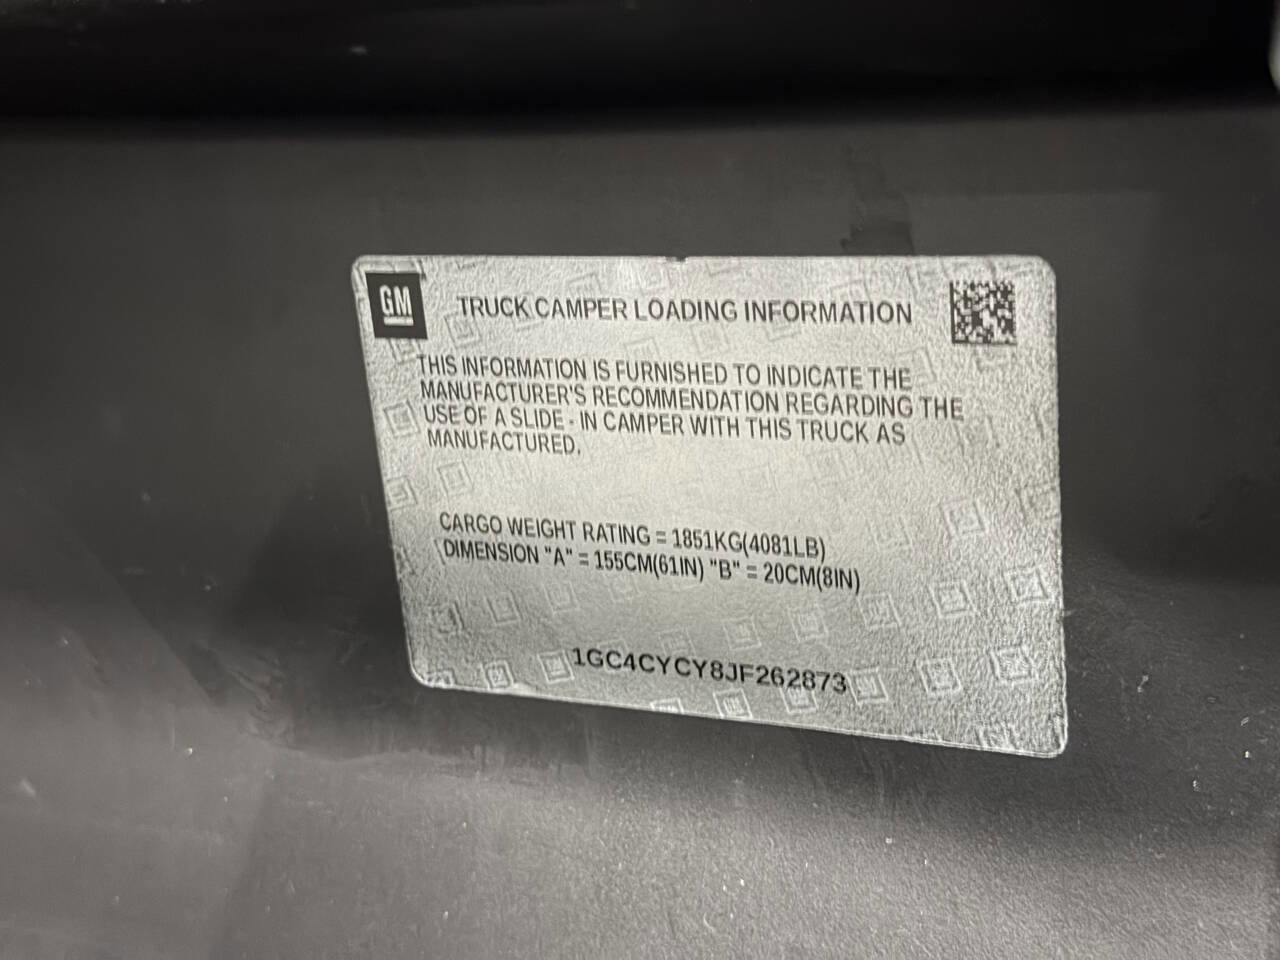 GM
TRUCK CAMPER LOADING INFORMATION
THIS INFORMATION IS FURNISHED TO INDICATE THE
MANUFACTURER'S RECOMMENDATION REGARDING THE
USE OF A SLIDE - IN CAMPER WITH THIS TRUCK AS
MANUFACTURED.
CARGO WEIGHT RATING = 1851KG(4081LB)
DIMENSION "A" = 155CM(61IN) "B" = 20CM(8IN)
1GC4CYCY8JF262873